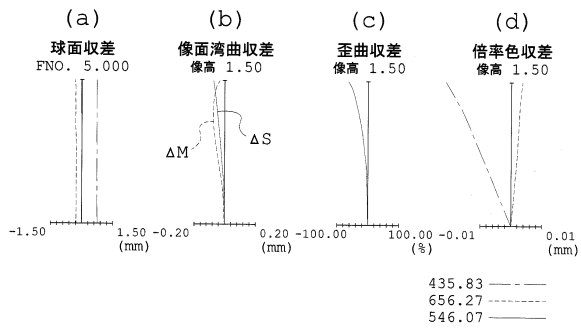 (a)
球面収差
FNO. 5.000
-1.50
1.50
(mm)
(b)
像面湾曲収差
像高 1.50
ΔM
ΔS
-0.20
0.20
(mm)
(c)
歪曲収差
像高 1.50
-100.00
100.00
(%)
(d)
倍率色収差
像高 1.50
-0.01
0.01
(mm)
435.83
656.27
546.07